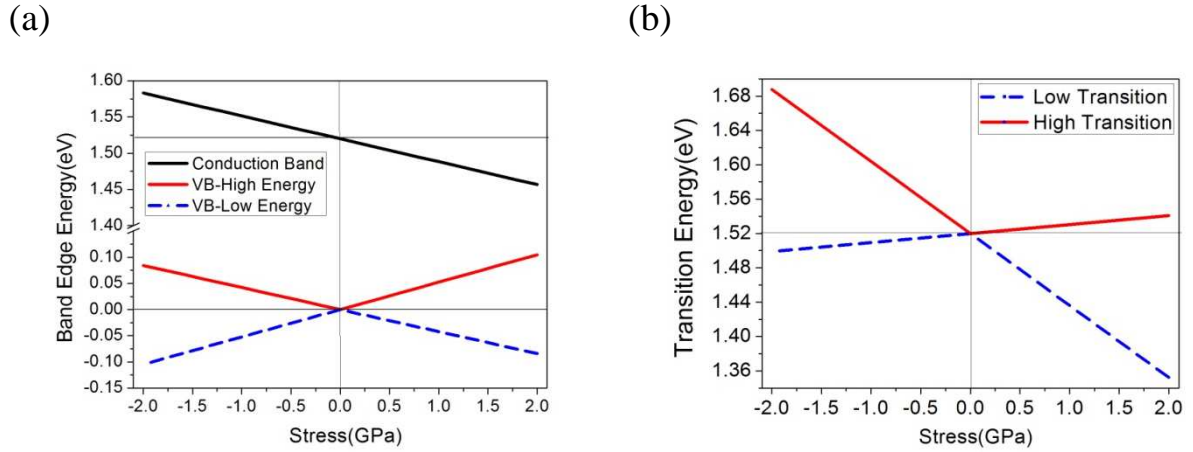 (a)
(b)
1.60
1.55
1.50
1.45
1.40
0.10
0.05
0.00
-0.05
-0.10
-0.15
Band Edge Energy(eV)
Conduction Band
VB-High Energy
VB-Low Energy
-2.0 -1.5 -1.0 -0.5 0.0 0.5 1.0 1.5 2.0
Stress(GPa)
1.68
1.64
1.60
1.56
1.52
1.48
1.44
1.40
1.36
Transition Energy(eV)
Low Transition
High Transition
-2.0 -1.5 -1.0 -0.5 0.0 0.5 1.0 1.5 2.0
Stress(GPa)